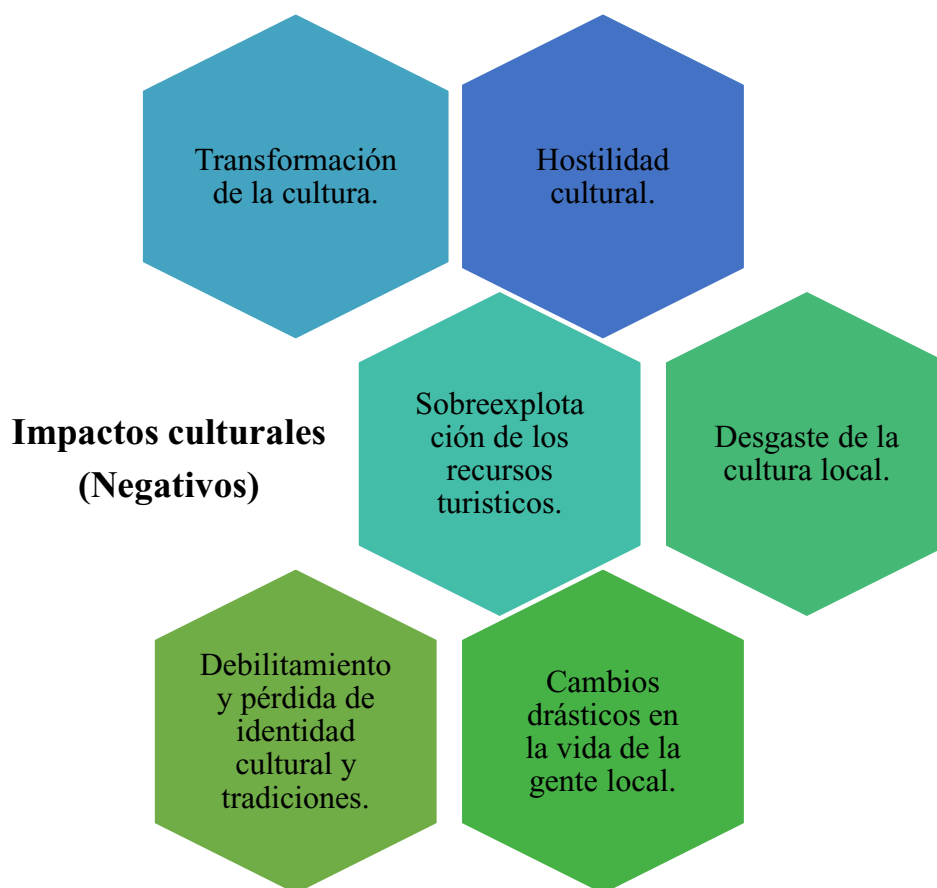 Transformación
de la cultura.
Hostilidad
cultural.
Impactos culturales
(Negativos)
Sobreexplota
ción de los
recursos
turisticos.
Desgaste de la
cultura local.
Debilitamiento
y pérdida de
identidad
cultural y
tradiciones.
Cambios
drásticos en
la vida de la
gente local.